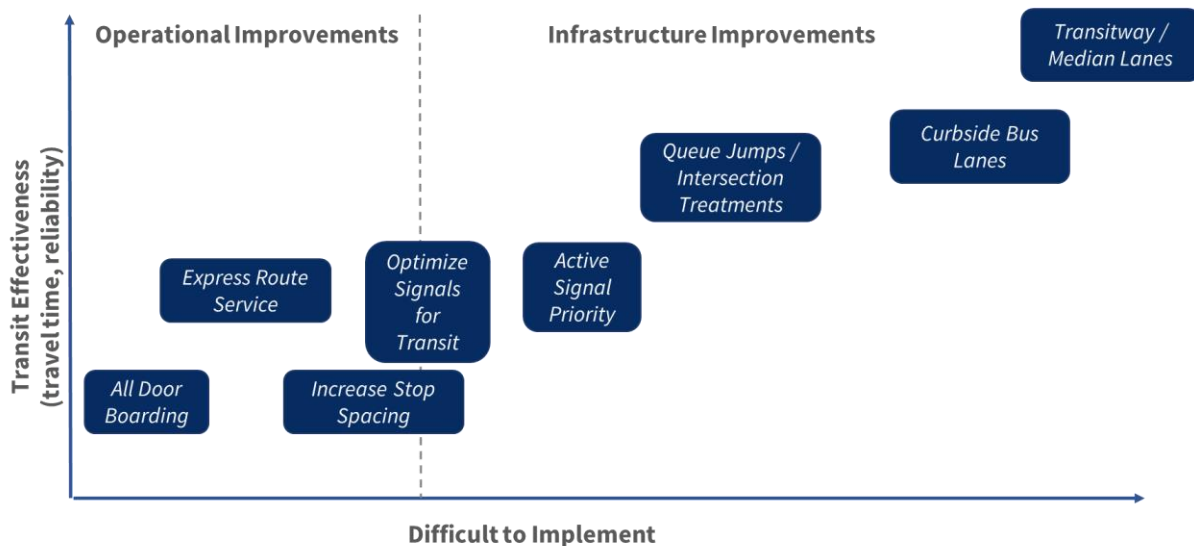 Operational Improvements
Infrastructure Improvements
Transitway /
Median Lanes
Curbside Bus
Lanes
Queue Jumps /
Intersection
Treatments
Optimize
Signals
for
Transit
Active
Signal
Priority
Express Route
Service
All Door
Boarding
Increase Stop
Spacing
Transit Effectiveness
(travel time, reliability)
Difficult to Implement